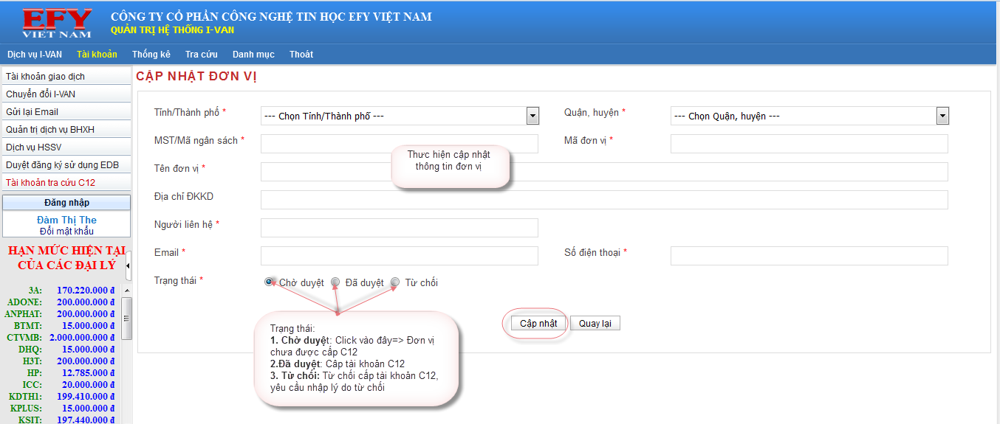 EFY
VIET NAM
CÔNG TY CỔ PHẦN CÔNG NGHỆ TIN HỌC EFY VIỆT NAM
QUẢN TRỊ HỆ THỐNG I-VAN
Dịch vụ I-VAN Tài khoản Thống kê Tra cứu Danh mục Thoát
Tài khoản giao dịch
Chuyển đổi I-VAN
Gửi lại Email
Quản trị dịch vụ BHXH
Dịch vụ HSSV
Duyệt đăng ký sử dụng EDB
Tài khoản tra cứu C12
Đăng nhập
Đàm Thị The
Đổi mật khẩu
HẠN MỨC HIỆN TẠI
CỦA CÁC ĐẠI LÝ
3A: 170.220.000 đ
ADONE: 200.000.000 đ
ANPHAT: 200.000.000 đ
BTMT: 15.000.000 đ
CTVMB: 2.000.000.000 đ
DHQ: 15.000.000 đ
H3T: 200.000.000 đ
HP: 12.785.000 đ
ICC: 20.000.000 đ
KDTH1: 199.410.000 đ
KPLUS: 15.000.000 đ
KSIT: 197.440.000 đ
CẬP NHẬT ĐƠN VỊ
Tỉnh/Thành phố * --- Chọn Tỉnh/Thành phố --- Quận, huyện * --- Chọn Quận, huyện ---
MST/Mã ngân sách * Mã đơn vị *
Thưc hiện cập nhật
thông tin đơn vị
Tên đơn vị *
Địa chỉ ĐKKD
Người liên hệ *
Email * Số điện thoại *
Trạng thái * Chờ duyệt Đã duyệt Từ chối
Cập nhật Quay lại
Trạng thái:
1. Chờ duyệt: Click vào đây=> Đơn vị
chưa được cấp C12
2.Đã duyệt: Cấp tài khoản C12
3. Từ chối: Từ chối cấp tài khoản C12,
yêu cầu nhập lý do từ chối